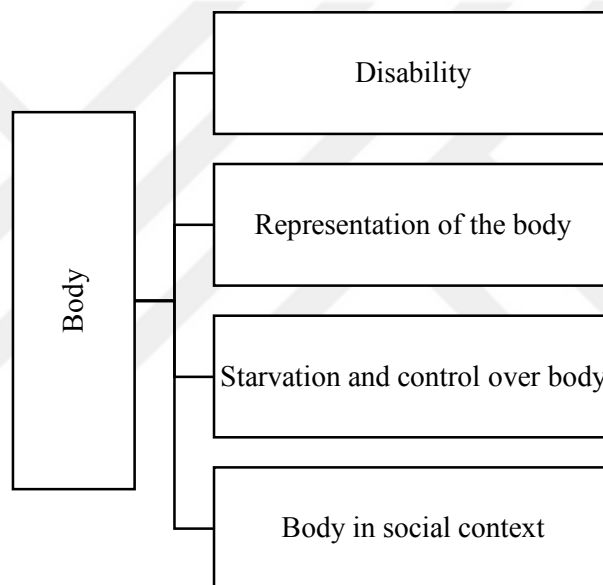 Disability
Representation of the body
Body
Starvation and control over body
Body in social context